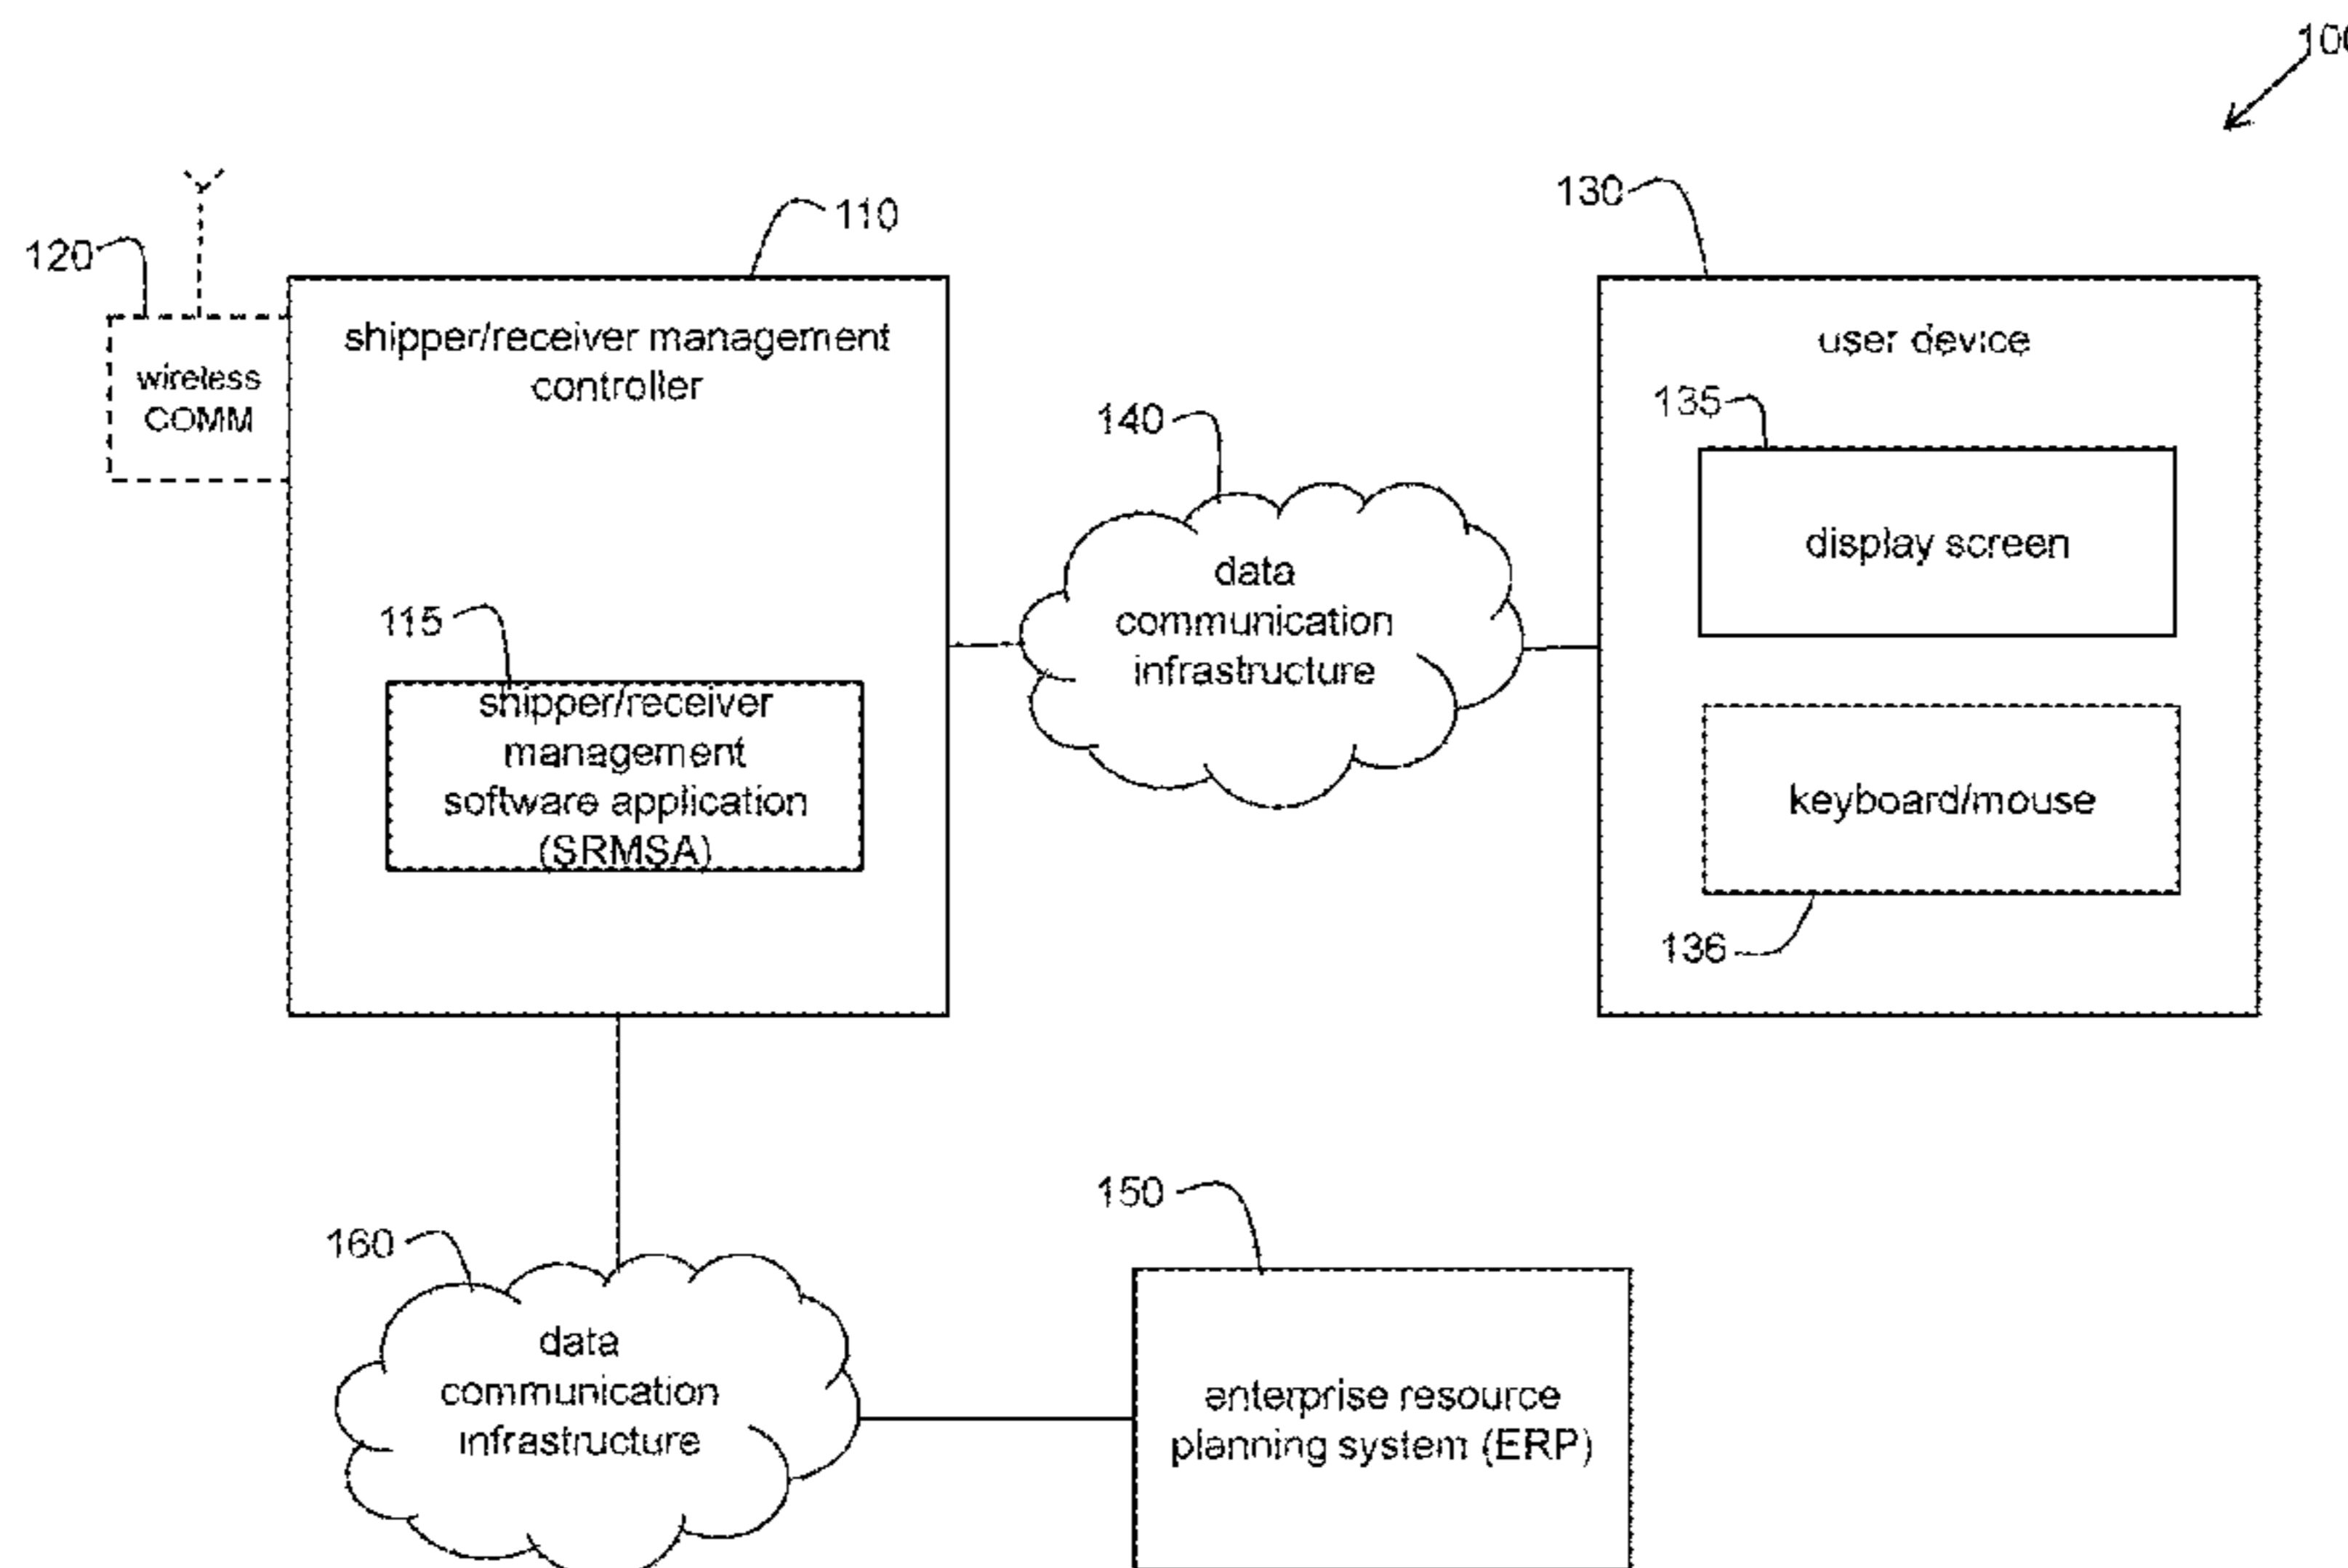 100
110
130
120
shipper/receiver management
controller
wireless
COMM
user device
135
140
display screen
data
communication
infrastructure
115
shipper/receiver
management
software application
(SRMSA)
keyboard/mouse
136
150
160
data
communication
infrastructure
enterprise resource
planning system (ERP)